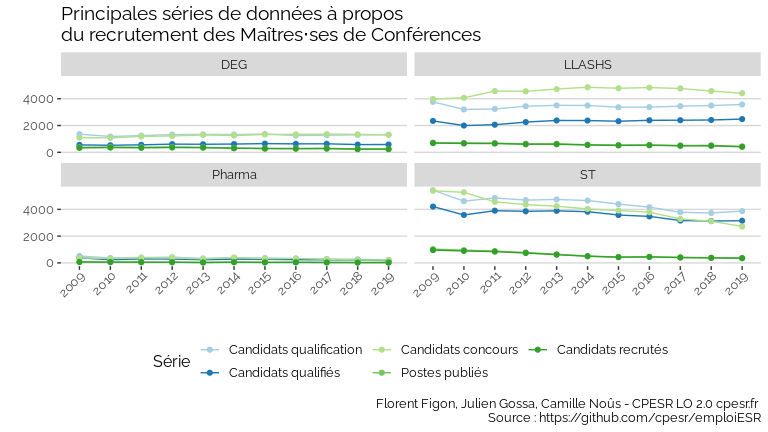 Principales séries de données à propos
du recrutement des Maîtres·ses de Conférences
DEG
LLASHS
4000
2000
0
Pharma
ST
4000
2000
0
2009 2010 2011 2012 2013 2014 2015 2016 2017 2018 2019
2009 2010 2011 2012 2013 2014 2015 2016 2017 2018 2019
Série
Candidats qualification
Candidats concours
Candidats recrutés
Candidats qualifiés
Postes publiés
Florent Figon, Julien Gossa, Camille Noûs - CPESR LO 2.0 cpesr.fr
Source : https://github.com/cpesr/emploiESR